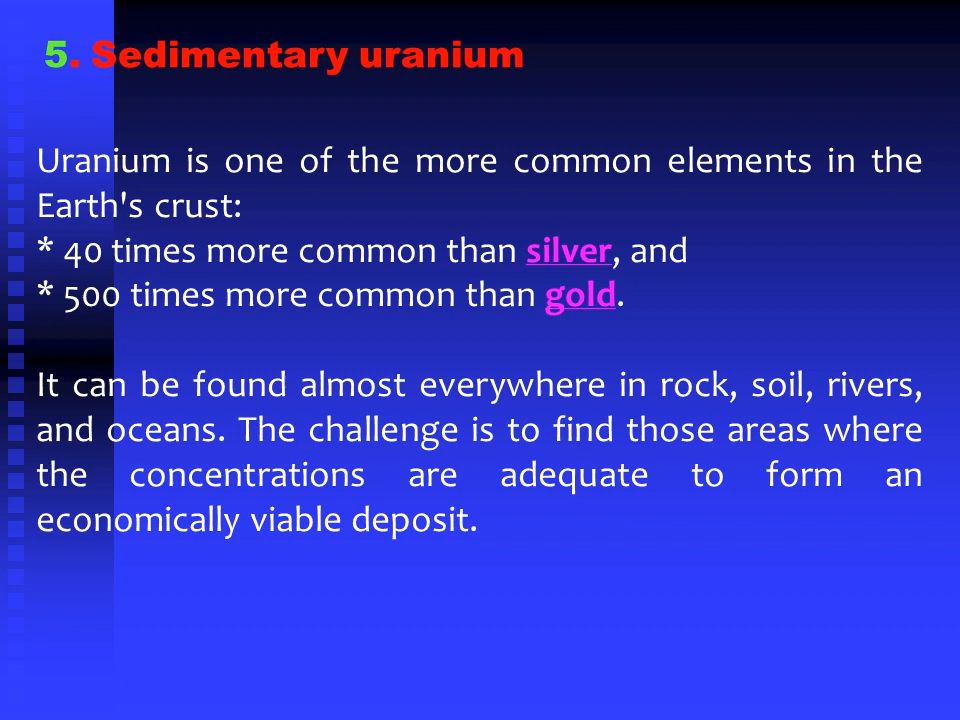 5. Sedimentary uranium
Uranium is one of the more common elements in the
Earth's crust:
* 40 times more common than silver, and
* 500 times more common than gold.
It can be found almost everywhere in rock, soil, rivers,
and oceans. The challenge is to find those areas where
the concentrations are adequate to form an
economically viable deposit.